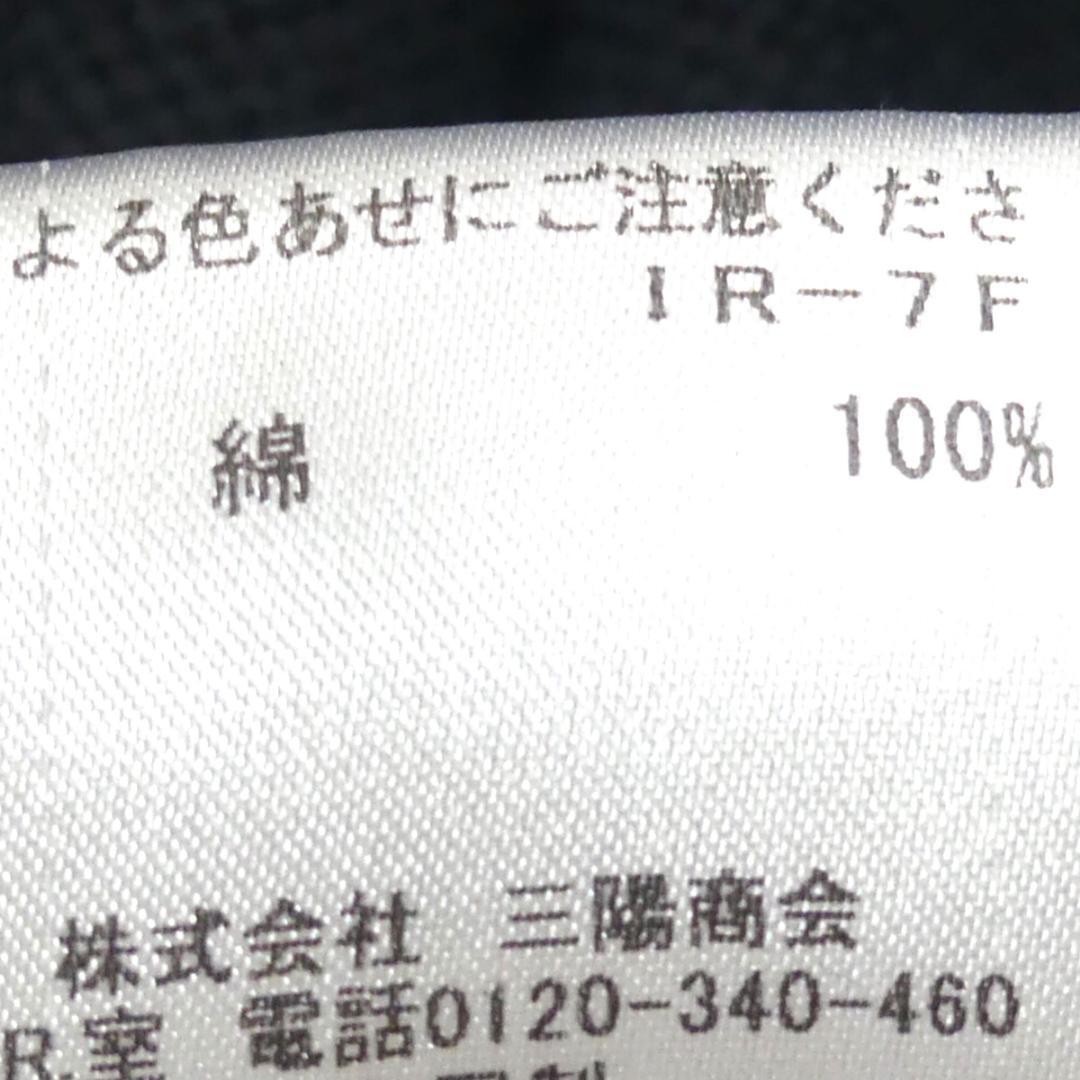 よる色あせにご注意くださ
IR-7F
綿 100%
株式会社 三陽商会
R.室 電話0120-340-460